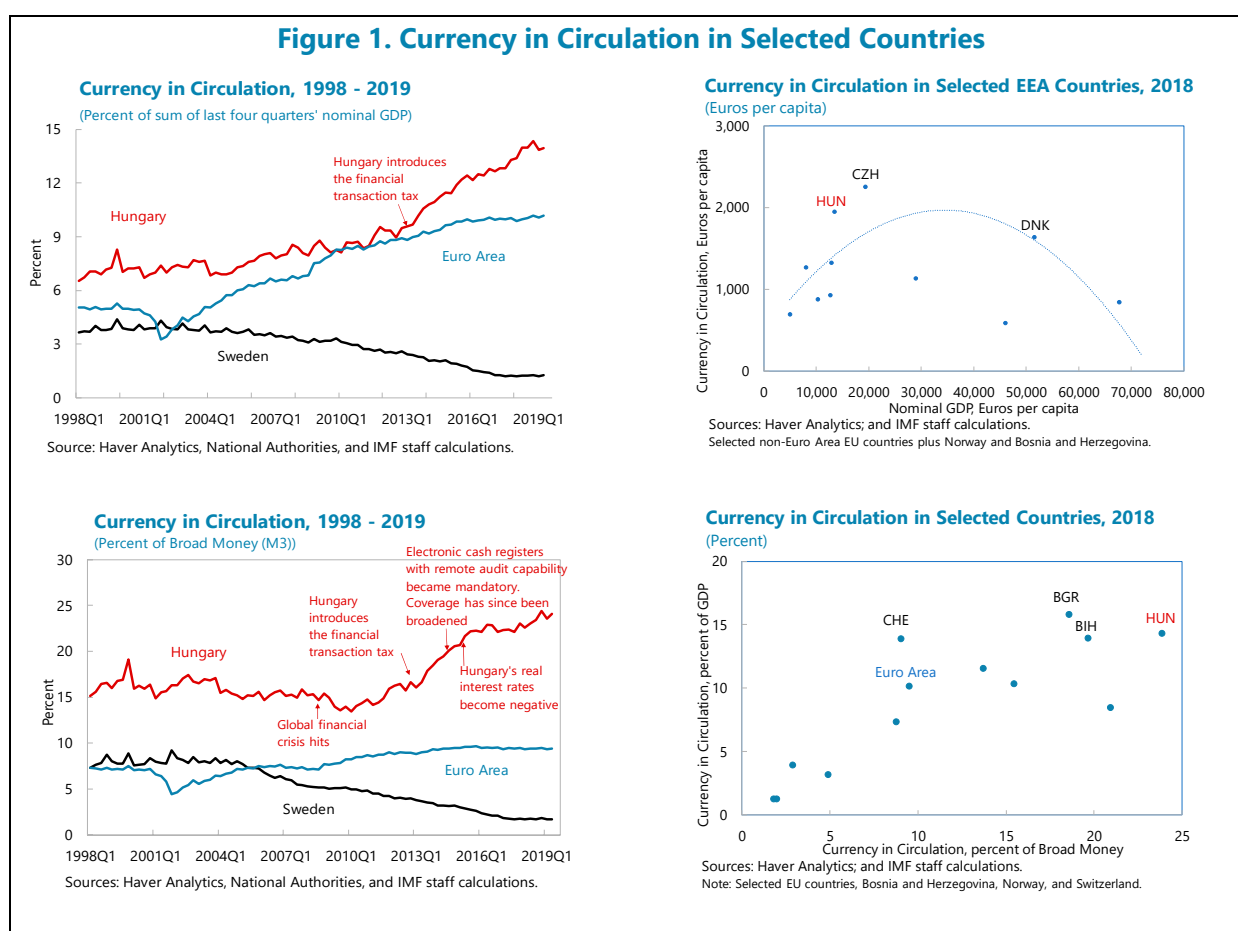 Figure 1. Currency in Circulation in Selected Countries
Currency in Circulation, 1998 - 2019
(Percent of sum of last four quarters' nominal GDP)
Percent
15
12
9
6
3
0
Hungary introduces
the financial
transaction tax
Hungary
Euro Area
Sweden
1998Q1 2001Q1 2004Q1 2007Q1 2010Q1 2013Q1 2016Q1 2019Q1
Source: Haver Analytics, National Authorities, and IMF staff calculations.
Currency in Circulation in Selected EEA Countries, 2018
(Euros per capita)
Currency in Circulation, Euros per capita
3,000
2,000
1,000
0
CZH
HUN
DNK
0 10,000 20,000 30,000 40,000 50,000 60,000 70,000 80,000
Nominal GDP, Euros per capita
Sources: Haver Analytics; and IMF staff calculations.
Selected non-Euro Area EU countries plus Norway and Bosnia and Herzegovina.
Currency in Circulation, 1998 - 2019
(Percent of Broad Money (M3))
Percent
30
25
20
15
10
5
0
Electronic cash registers
with remote audit capability
became mandatory.
Coverage has since been
broadened
Hungary
introduces
the financial
transaction tax
Hungary
Hungary's real
interest rates
become negative
Global financial
crisis hits
Euro Area
Sweden
1998Q1 2001Q1 2004Q1 2007Q1 2010Q1 2013Q1 2016Q1 2019Q1
Sources: Haver Analytics, National Authorities, and IMF staff calculations.
Currency in Circulation in Selected Countries, 2018
(Percent)
Currency in Circulation, percent of GDP
20
15
10
5
0
BGR
CHE
BIH
HUN
Euro Area
0 5 10 15 20 25
Currency in Circulation, percent of Broad Money
Sources: Haver Analytics; and IMF staff calculations.
Note: Selected EU countries, Bosnia and Herzegovina, Norway, and Switzerland.